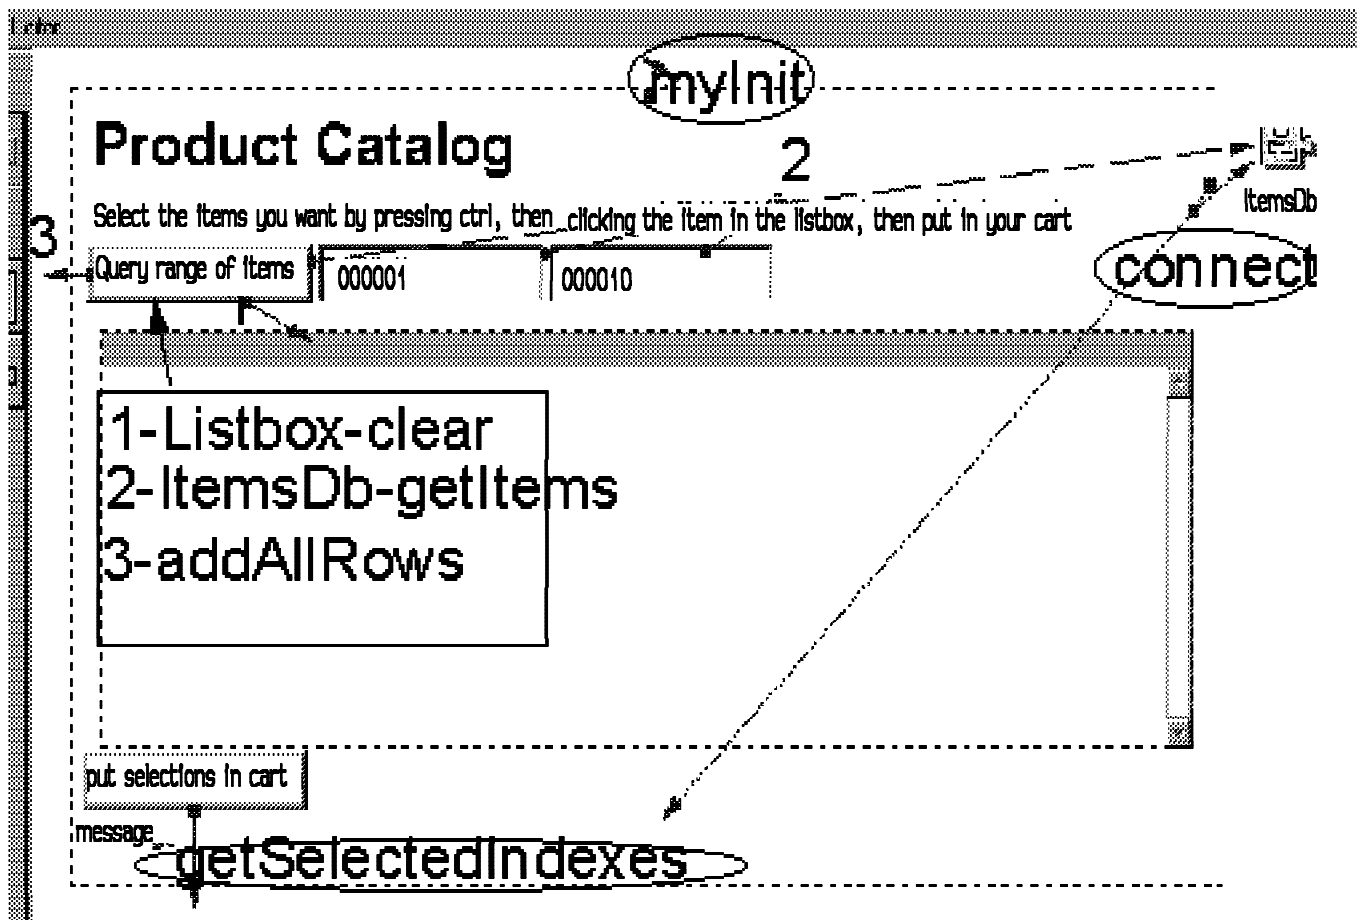 myInit
Product Catalog
2
ItemsDb
Select the items you want by pressing ctrl, then clicking the item in the listbox, then put in your cart
3
Query range of items
000001
000010
connect
1-Listbox-clear
2-ItemsDb-getItems
3-addAllRows
put selections in cart
message
getSelectedIndexes